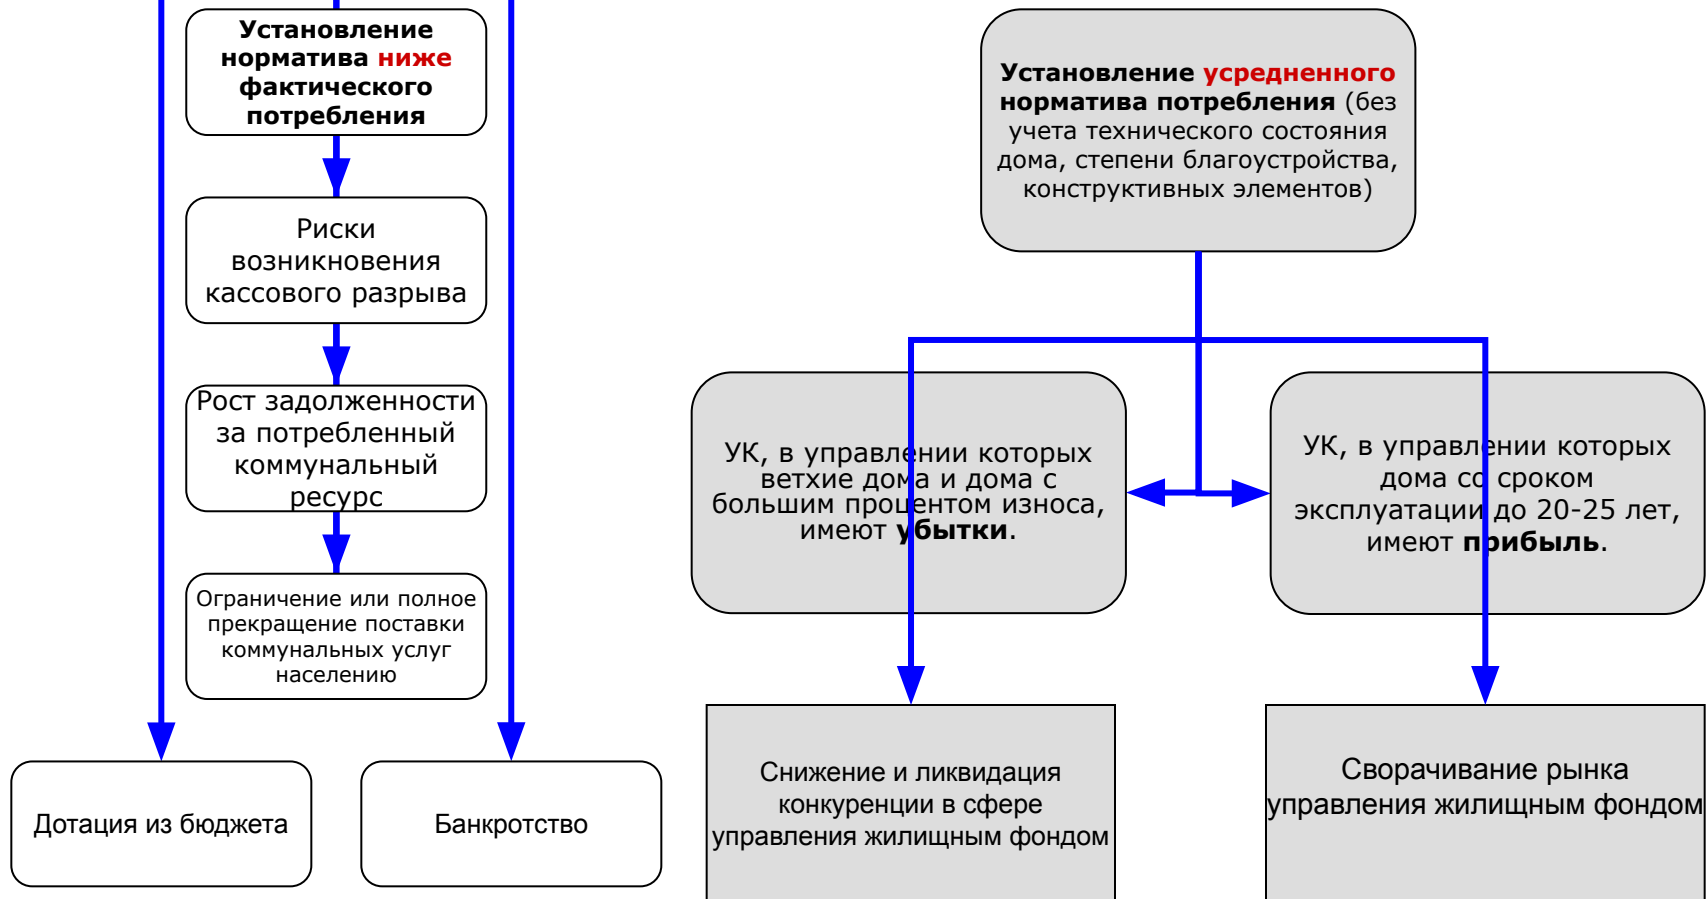 Установление
норматива ниже
фактического
потребления
Риски
возникновения
кассового разрыва
Рост задолженности
за потребленный
коммунальный
ресурс
Ограничение или полное
прекращение поставки
коммунальных услуг
населению
Дотация из бюджета
Банкротство
Установление усредненного
норматива потребления (без
учета технического состояния
дома, степени благоустройства,
конструктивных элементов)
УК, в управлении которых
ветхие дома и дома с
большим процентом износа,
имеют убытки.
УК, в управлении которых
дома со сроком
эксплуатации до 20-25 лет,
имеют прибыль.
Снижение и ликвидация
конкуренции в сфере
управления жилищным фондом
Сворачивание рынка
управления жилищным фондом